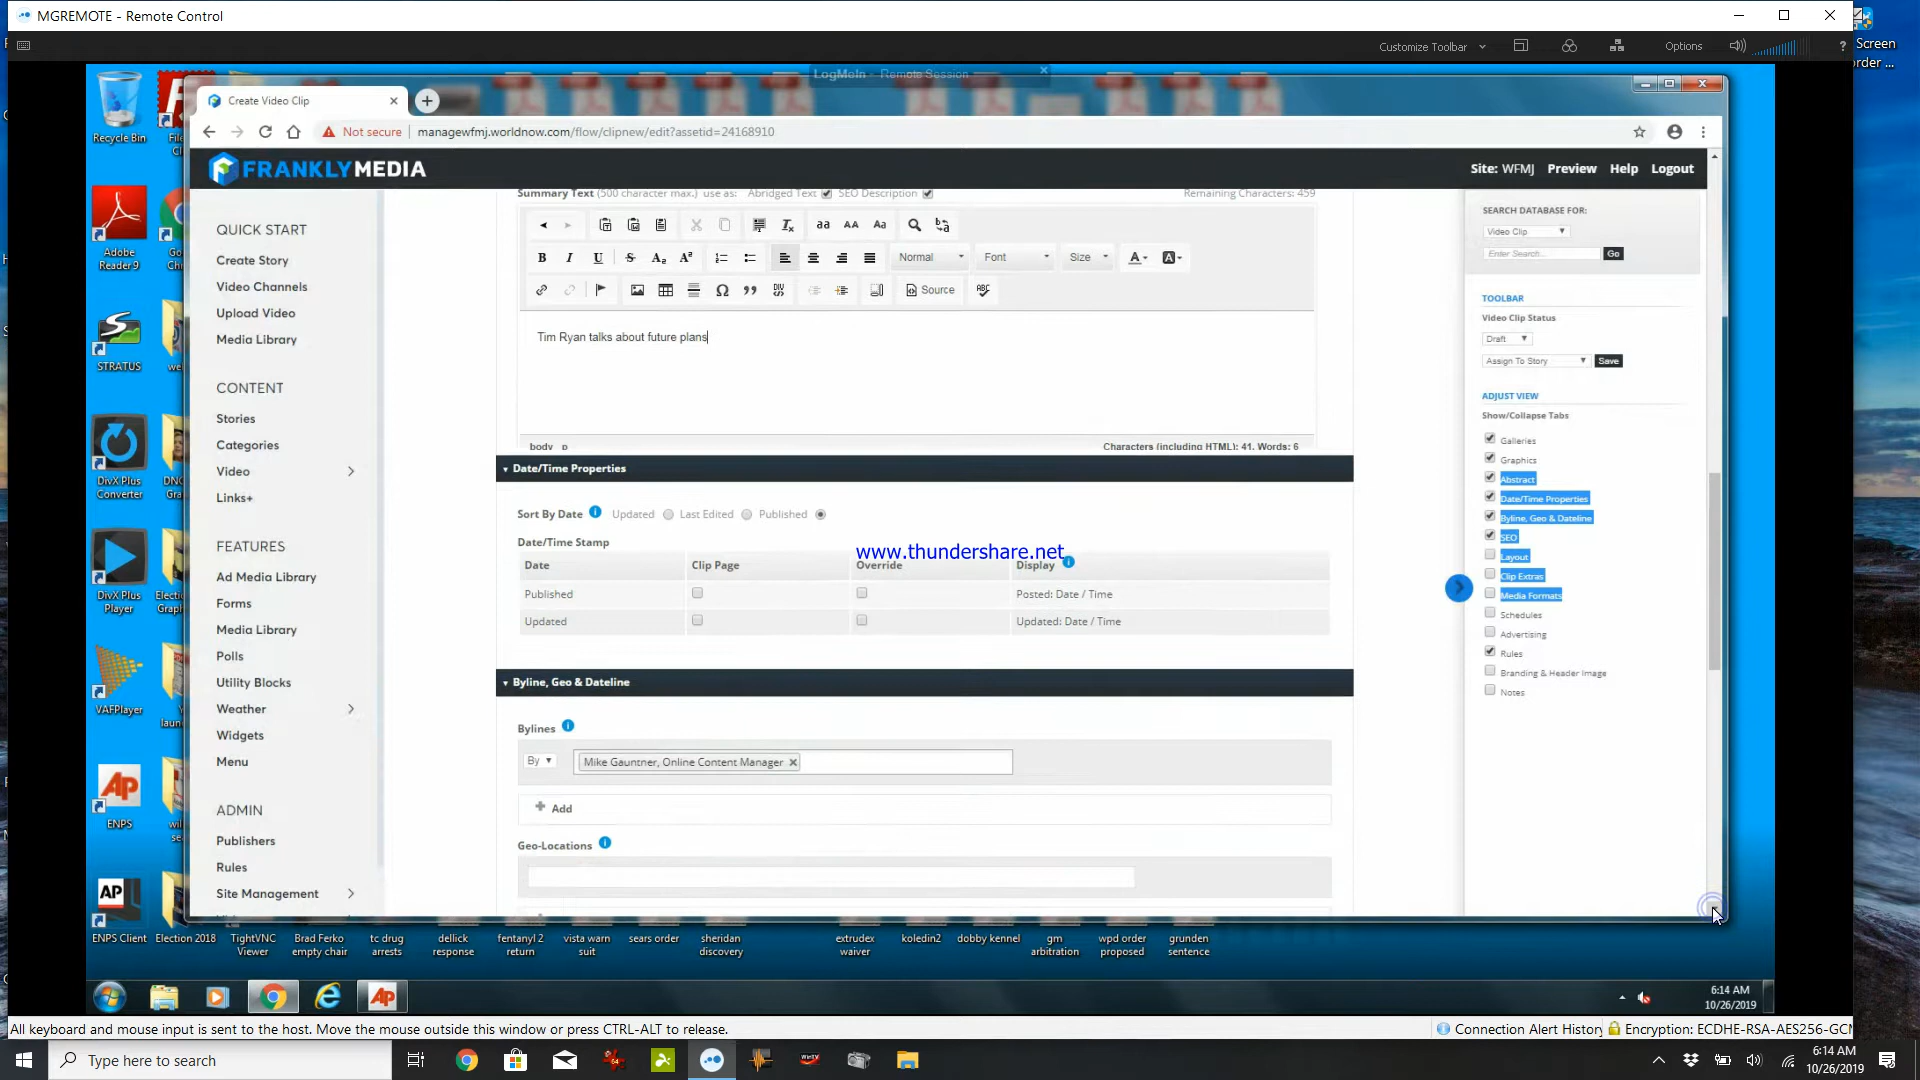 MGREMOTE - Remote Control
Customize Toolbar
Options
?
Screen
order ...
LogMeIn - Remote Session
Create Video Clip
Not secure | managewfmj.worldnow.com/flow/clipnew/edit?assetid=24168910
FRANKLYMEDIA
Site: WFMJ Preview Help Logout
QUICK START
Create Story
Video Channels
Upload Video
Media Library
CONTENT
Stories
Categories
Video
Links+
FEATURES
Ad Media Library
Forms
Media Library
Polls
Utility Blocks
Weather
Widgets
Menu
ADMIN
Publishers
Rules
Site Management
Summary Text (500 character max.) use as: Abridged Text SEO Description Remaining Characters: 459
Normal Font Size
Source
Tim Ryan talks about future plans
body p
Characters (including HTML): 41, Words: 6
Date/Time Properties
Sort By Date Updated Last Edited Published
Date/Time Stamp
www.thundershare.net
Date Clip Page Override Display
Published Posted: Date / Time
Updated Updated: Date / Time
Byline, Geo & Dateline
Bylines
By Mike Gauntner, Online Content Manager
Add
Geo-Locations
SEARCH DATABASE FOR:
Video Clip
Enter Search...
Go
TOOLBAR
Video Clip Status
Draft
Assign To Story
Save
ADJUST VIEW
Show/Collapse Tabs
Galleries
Graphics
Abstract
Date/Time Properties
Byline, Geo & Dateline
SEO
Layout
Clip Extras
Media Formats
Schedules
Advertising
Rules
Branding & Header Image
Notes
Recycle Bin
Adobe Reader 9
STRATUS
DivX Plus Converter
DivX Plus Player
VAFPlayer
ENPS
ENPS Client
Election 2018
TightVNC Viewer
Brad Ferko empty chair
tc drug arrests
dellick response
fentanyl 2 return
vista warn suit
sears order
sheridan discovery
extrudex waiver
koledin2
dobby kennel
gm arbitration
wpd order proposed
grunden sentence
6:14 AM
10/26/2019
All keyboard and mouse input is sent to the host. Move the mouse outside this window or press CTRL-ALT to release.
Connection Alert History
Encryption: ECDHE-RSA-AES256-GCM
Type here to search
6:14 AM
10/26/2019